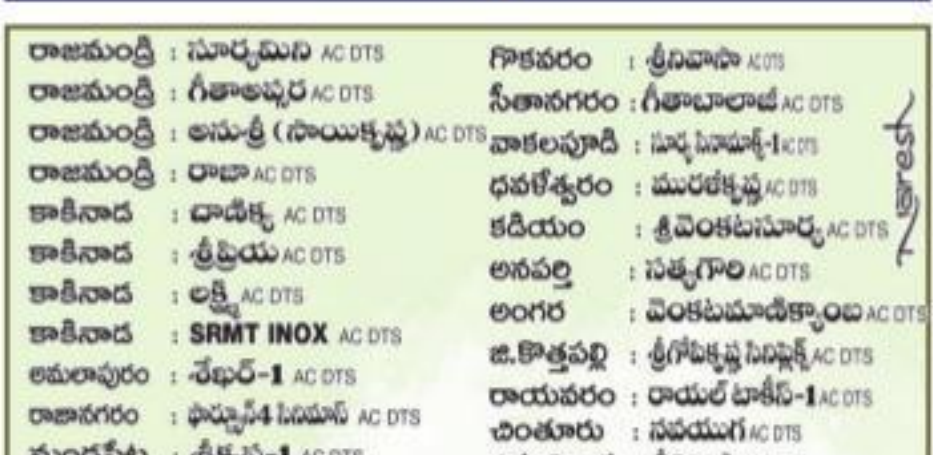 రాజమండ్రి : సూర్యమిని AC DTS
రాజమండ్రి : గీతాఅప్సర AC DTS
రాజమండ్రి : అను-శ్రీ (సాయికృష్ణ) AC DTS
రాజమండ్రి : రాజా AC DTS
కాకినాడ : చాణిక్య AC DTS
కాకినాడ : శ్రీప్రియ AC DTS
కాకినాడ : లక్ష్మి AC DTS
కాకినాడ : SRMT INOX AC DTS
అమలాపురం : శేఖర్-1 AC DTS
రాజానగరం : ఫార్చ్యూన్4 సినిమాస్ AC DTS
గొకవరం : శ్రీనివాసా AC DTS
సీతానగరం : గీతాబాలాజీ AC DTS
వాకలపూడి : సూర్య సినిమాక్స్-1 AC DTS
ధవళేశ్వరం : మురళీకృష్ణ AC DTS
కడియం : శ్రీవెంకటసూర్య AC DTS
అనపర్తి : సత్యగౌరి AC DTS
అంగర : వెంకటమాణిక్యాంబ AC DTS
జి.కొత్తపల్లి : శ్రీగోపికృష్ణ సినిప్లెక్స్ AC DTS
రాయవరం : రాయల్ టాకీస్-1 AC DTS
చింతూరు : నవయుగ AC DTS